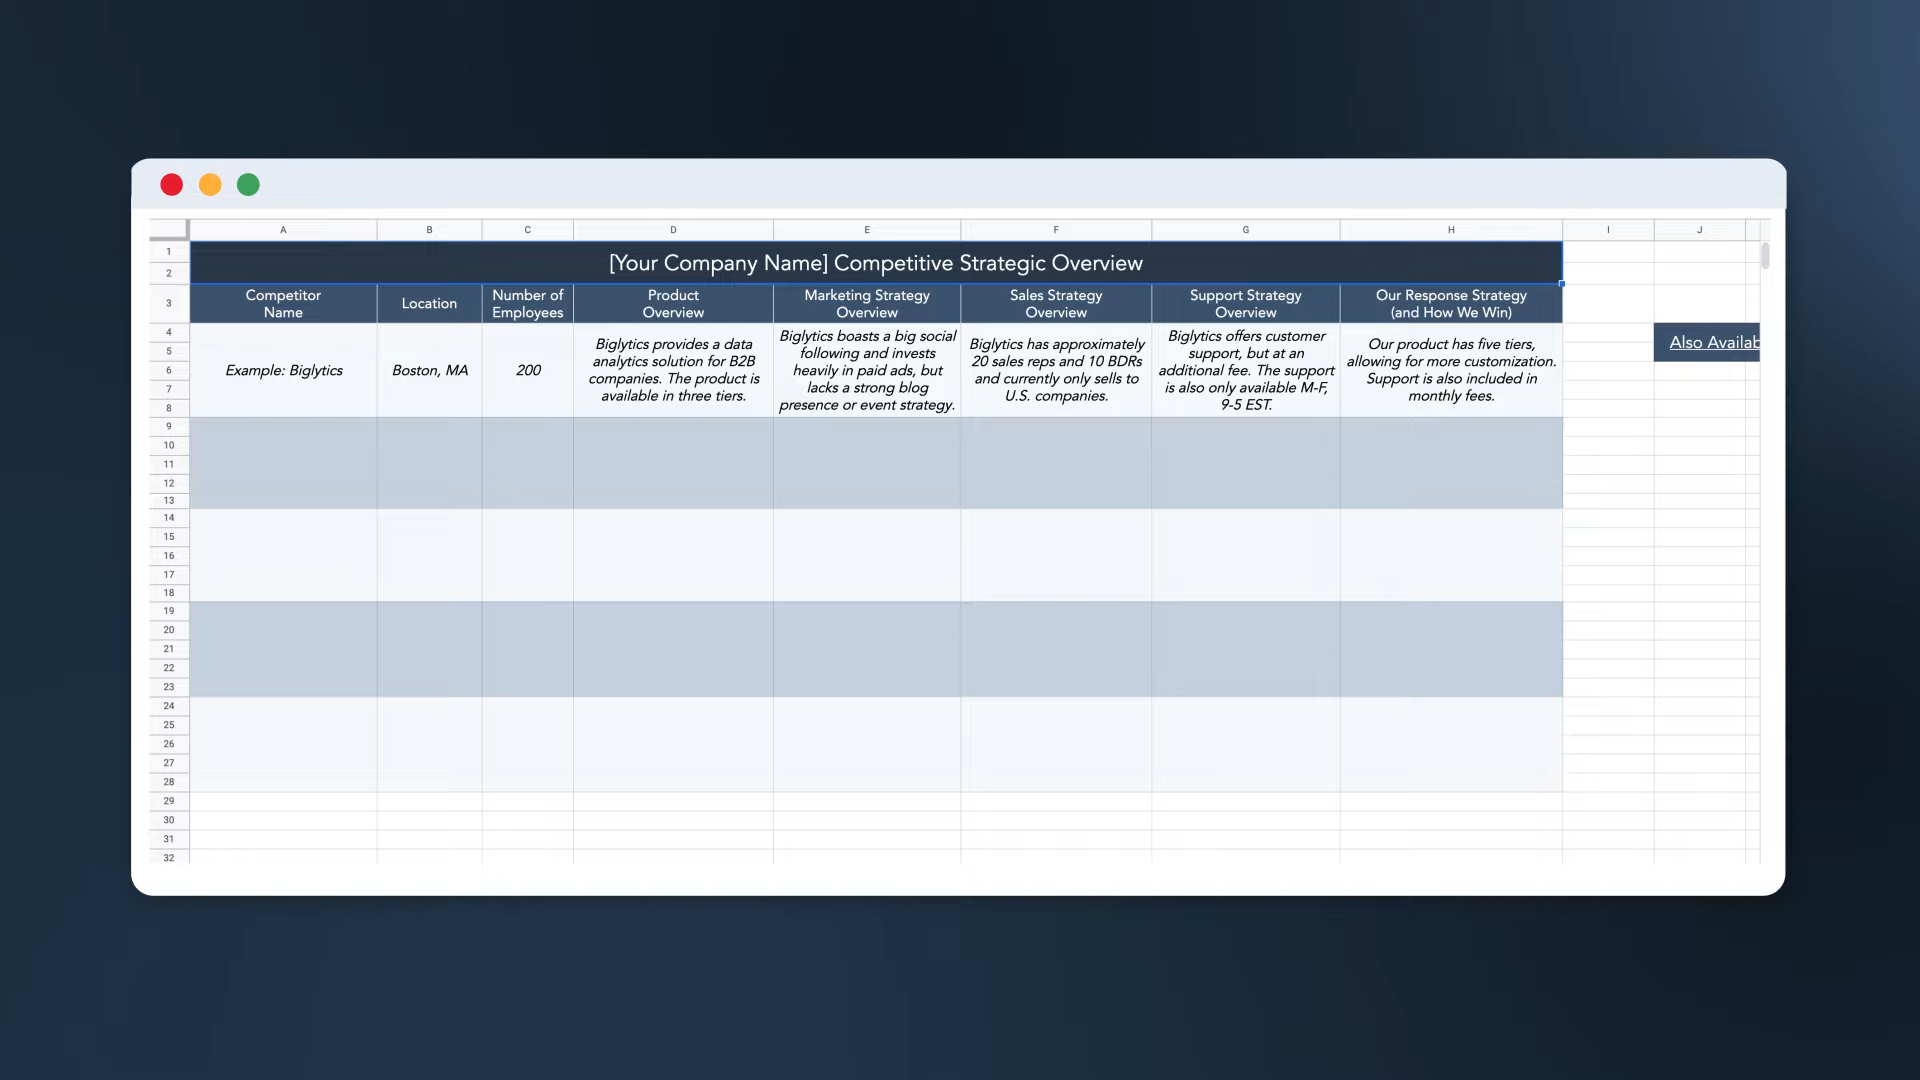 A B C D E F G H I J
1
2
[Your Company Name] Competitive Strategic Overview
3
Competitor
Name
Location
Number of
Employees
Product
Overview
Marketing Strategy
Overview
Sales Strategy
Overview
Support Strategy
Overview
Our Response Strategy
(and How We Win)
4
5
6
7
8
Example: Biglytics
Boston, MA
200
Biglytics provides a data
analytics solution for B2B
companies. The product is
available in three tiers.
Biglytics boasts a big social
following and invests
heavily in paid ads, but
lacks a strong blog
presence or event strategy.
Biglytics has approximately
20 sales reps and 10 BDRs
and currently only sells to
U.S. companies.
Biglytics offers customer
support, but at an
additional fee. The support
is also only available M-F,
9-5 EST.
Our product has five tiers,
allowing for more customization.
Support is also included in
monthly fees.
Also Availab
9
10
11
12
13
14
15
16
17
18
19
20
21
22
23
24
25
26
27
28
29
30
31
32